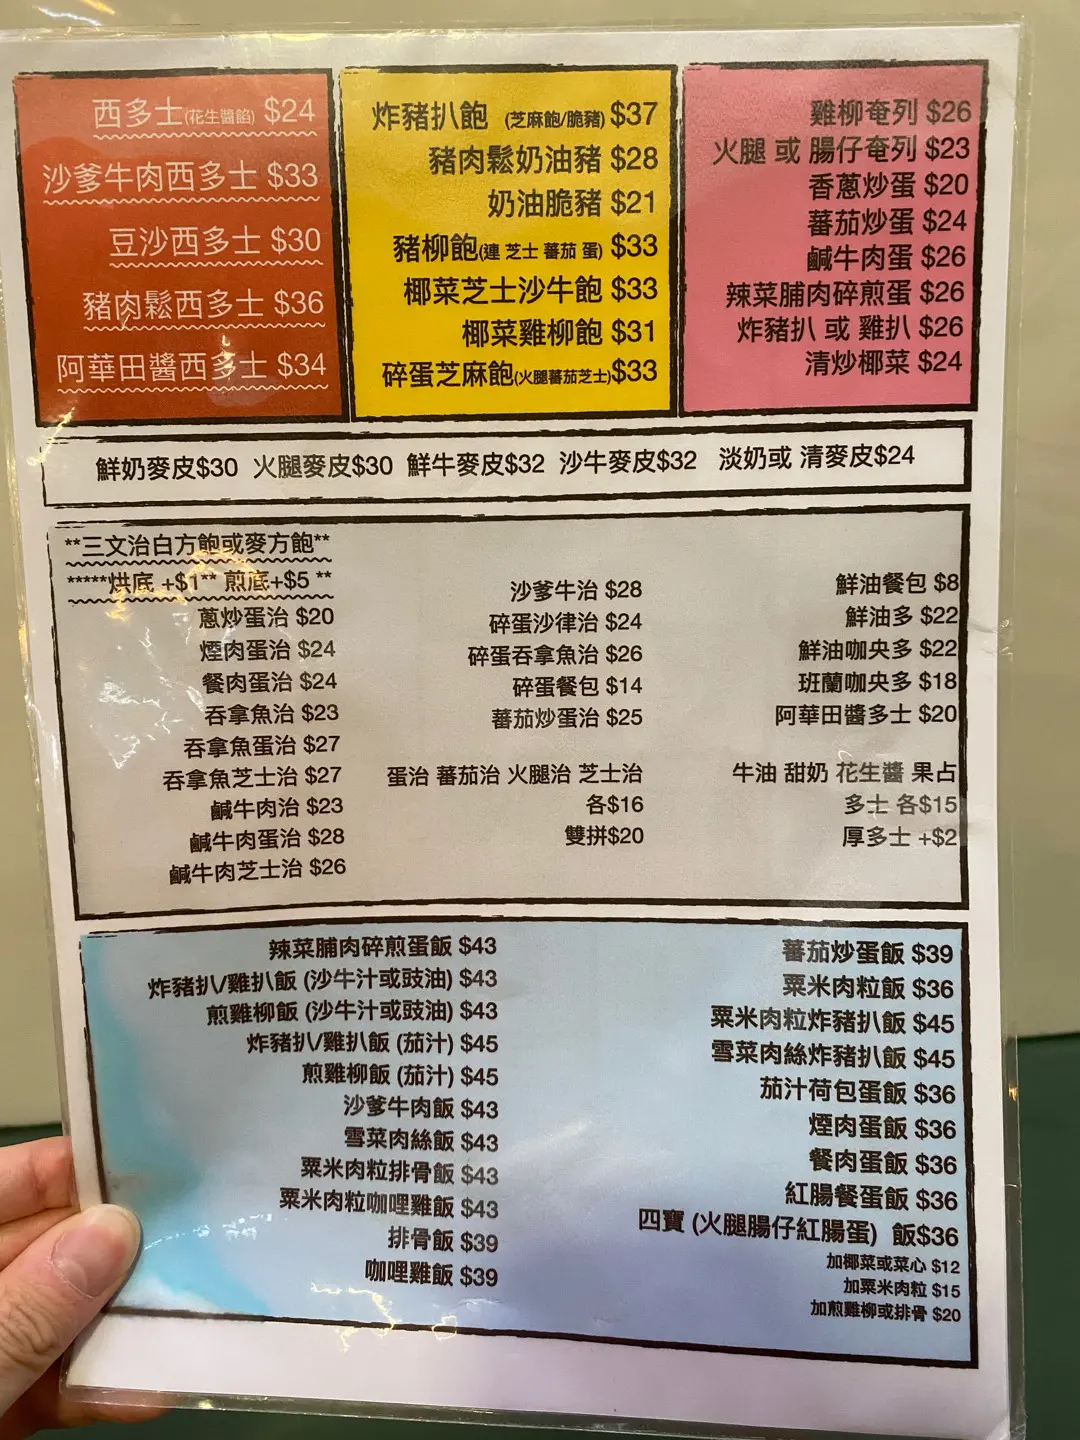 西多士(花生醬餡) $24
沙爹牛肉西多士 $33
豆沙西多士 $30
豬肉鬆西多士 $36
阿華田醬西多士 $34
炸豬扒飽 (芝麻飽/脆豬) $37
豬肉鬆奶油豬 $28
奶油脆豬 $21
豬柳飽(連 芝士 蕃茄 蛋) $33
椰菜芝士沙牛飽 $33
椰菜雞柳飽 $31
碎蛋芝麻飽(火腿蕃茄芝士)$33
雞柳奄列 $26
火腿 或 腸仔奄列 $23
香蔥炒蛋 $20
蕃茄炒蛋 $24
鹹牛肉蛋 $26
辣菜脯肉碎煎蛋 $26
炸豬扒 或 雞扒 $26
清炒椰菜 $24
鮮奶麥皮$30 火腿麥皮$30 鮮牛麥皮$32 沙牛麥皮$32 淡奶或 清麥皮$24
**三文治白方飽或麥方飽**
*****烘底 +$1** 煎底+$5 **
蔥炒蛋治 $20
煙肉蛋治 $24
餐肉蛋治 $24
吞拿魚治 $23
吞拿魚蛋治 $27
吞拿魚芝士治 $27
鹹牛肉治 $23
鹹牛肉蛋治 $28
鹹牛肉芝士治 $26
沙爹牛治 $28
碎蛋沙律治 $24
碎蛋吞拿魚治 $26
碎蛋餐包 $14
蕃茄炒蛋治 $25
蛋治 蕃茄治 火腿治 芝士治
各$16
雙拼$20
鮮油餐包 $8
鮮油多 $22
鮮油咖央多 $22
班蘭咖央多 $18
阿華田醬多士 $20
牛油 甜奶 花生醬 果占
多士 各$15
厚多士 +$2
辣菜脯肉碎煎蛋飯 $43
炸豬扒/雞扒飯 (沙牛汁或豉油) $43
煎雞柳飯 (沙牛汁或豉油) $43
炸豬扒/雞扒飯 (茄汁) $45
煎雞柳飯 (茄汁) $45
沙爹牛肉飯 $43
雪菜肉絲飯 $43
粟米肉粒排骨飯 $43
粟米肉粒咖哩雞飯 $43
排骨飯 $39
咖哩雞飯 $39
蕃茄炒蛋飯 $39
粟米肉粒飯 $36
粟米肉粒炸豬扒飯 $45
雪菜肉絲炸豬扒飯 $45
茄汁荷包蛋飯 $36
煙肉蛋飯 $36
餐肉蛋飯 $36
紅腸餐蛋飯 $36
四寶 (火腿腸仔紅腸蛋) 飯$36
加椰菜或菜心 $12
加粟米肉粒 $15
加煎雞柳或排骨 $20